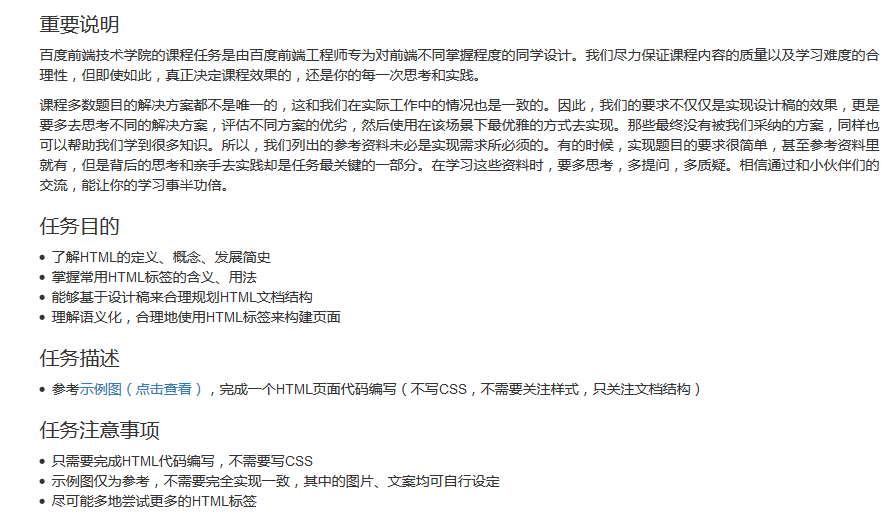 重要说明
百度前端技术学院的课程任务是由百度前端工程师专为对前端不同掌握程度的同学设计。我们尽力保证课程内容的质量以及学习难度的合
理性，但即使如此，真正决定课程效果的，还是你的每一次思考和实践。
课程多数题目的解决方案都不是唯一的，这和我们在实际工作中的情况也是一致的。因此，我们的要求不仅仅是实现设计稿的效果，更是
要多去思考不同的解决方案，评估不同方案的优劣，然后使用在该场景下最优雅的方式去实现。那些最终没有被我们采纳的方案，同样也
可以帮助我们学到很多知识。所以，我们列出的参考资料未必是实现需求所必须的。有的时候，实现题目的要求很简单，甚至参考资料里
就有，但是背后的思考和亲手去实践却是任务最关键的一部分。在学习这些资料时，要多思考，多提问，多质疑。相信通过和小伙伴们的
交流，能让你的学习事半功倍。
任务目的
• 了解HTML的定义、概念、发展简史
• 掌握常用HTML标签的含义、用法
• 能够基于设计稿来合理规划HTML文档结构
• 理解语义化，合理地使用HTML标签来构建页面
任务描述
• 参考示例图（点击查看），完成一个HTML页面代码编写（不写CSS，不需要关注样式，只关注文档结构）
任务注意事项
• 只需要完成HTML代码编写，不需要写CSS
• 示例图仅为参考，不需要完全实现一致，其中的图片、文案均可自行设定
• 尽可能多地尝试更多的HTML标签